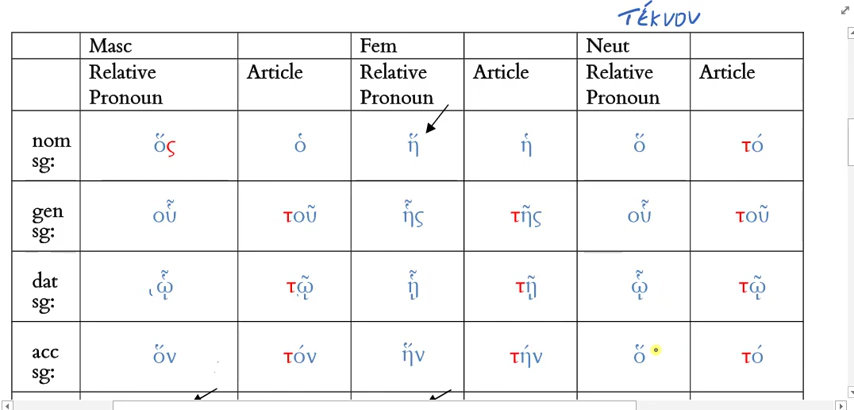 τέκνον
Masc Fem Neut
Relative Pronoun Article Relative Pronoun Article Relative Pronoun Article
nom sg: ὅς ὁ ἥ ἡ ὅ τό
gen sg: οὗ τοῦ ἧς τῆς οὗ τοῦ
dat sg: ᾧ τῷ ᾗ τῇ ᾧ τῷ
acc sg: ὅν τόν ἥν τήν ὅ τό